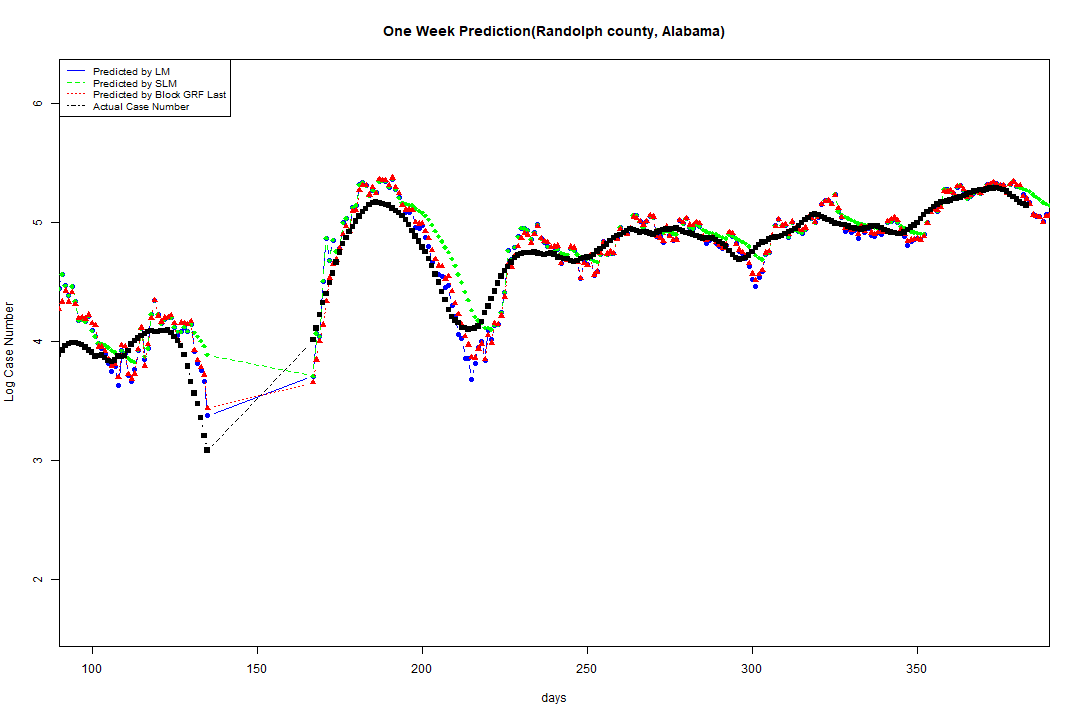 One Week Prediction(Randolph county, Alabama)
Predicted by LM
Predicted by SLM
Predicted by Block GRF Last
Actual Case Number
6
5
4
3
2
Log Case Number
100 150 200 250 300 350
days